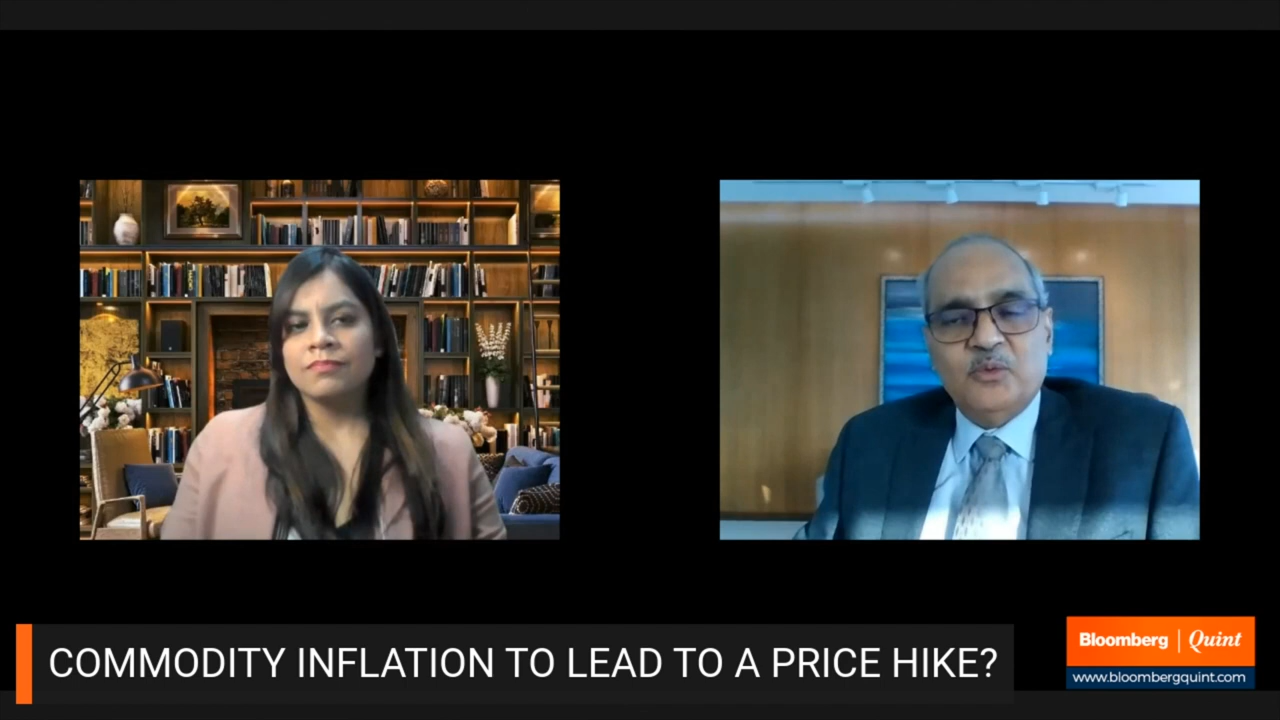 COMMODITY INFLATION TO LEAD TO A PRICE HIKE?
Bloomberg | Quint
www.bloombergquint.com